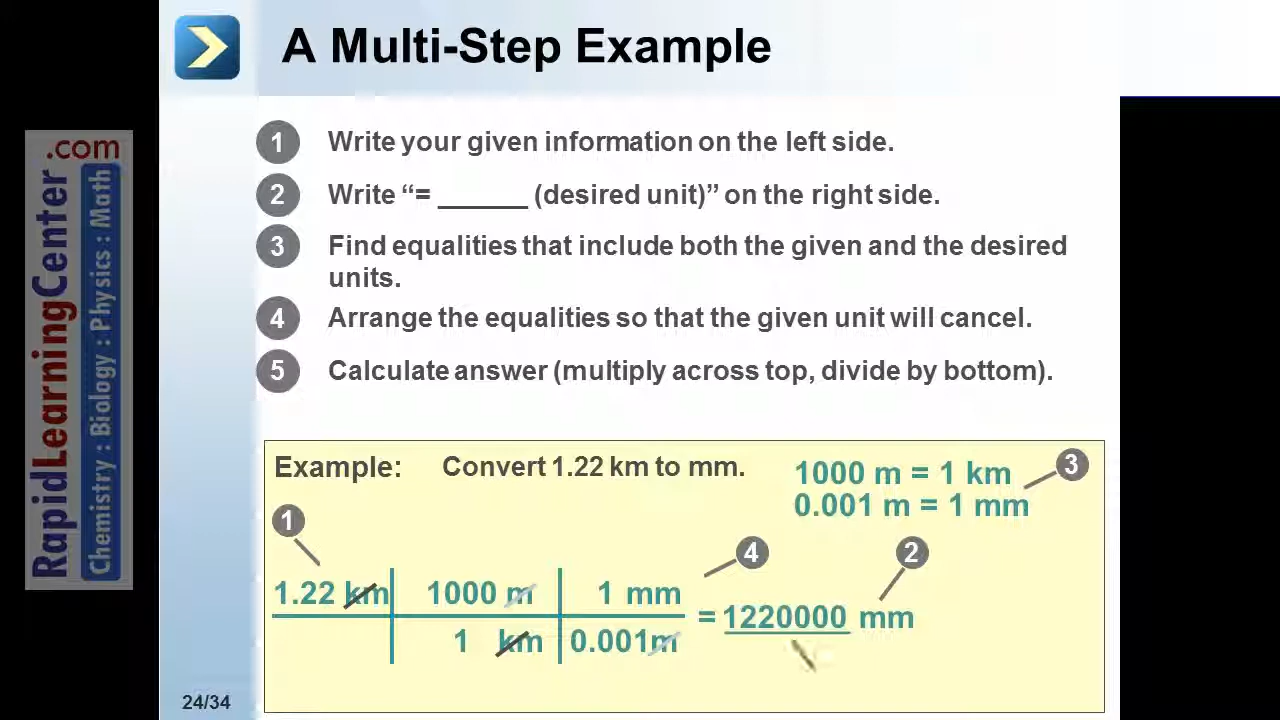 A Multi-Step Example
1 Write your given information on the left side.
2 Write “= ______ (desired unit)” on the right side.
3 Find equalities that include both the given and the desired
units.
4 Arrange the equalities so that the given unit will cancel.
5 Calculate answer (multiply across top, divide by bottom).
Example: Convert 1.22 km to mm.
1000 m = 1 km
0.001 m = 1 mm
3
1
4
2
1.22 km 1000 m 1 mm
= 1220000 mm
1 km 0.001m
24/34
RapidLearningCenter
.com
Chemistry : Biology : Physics : Math